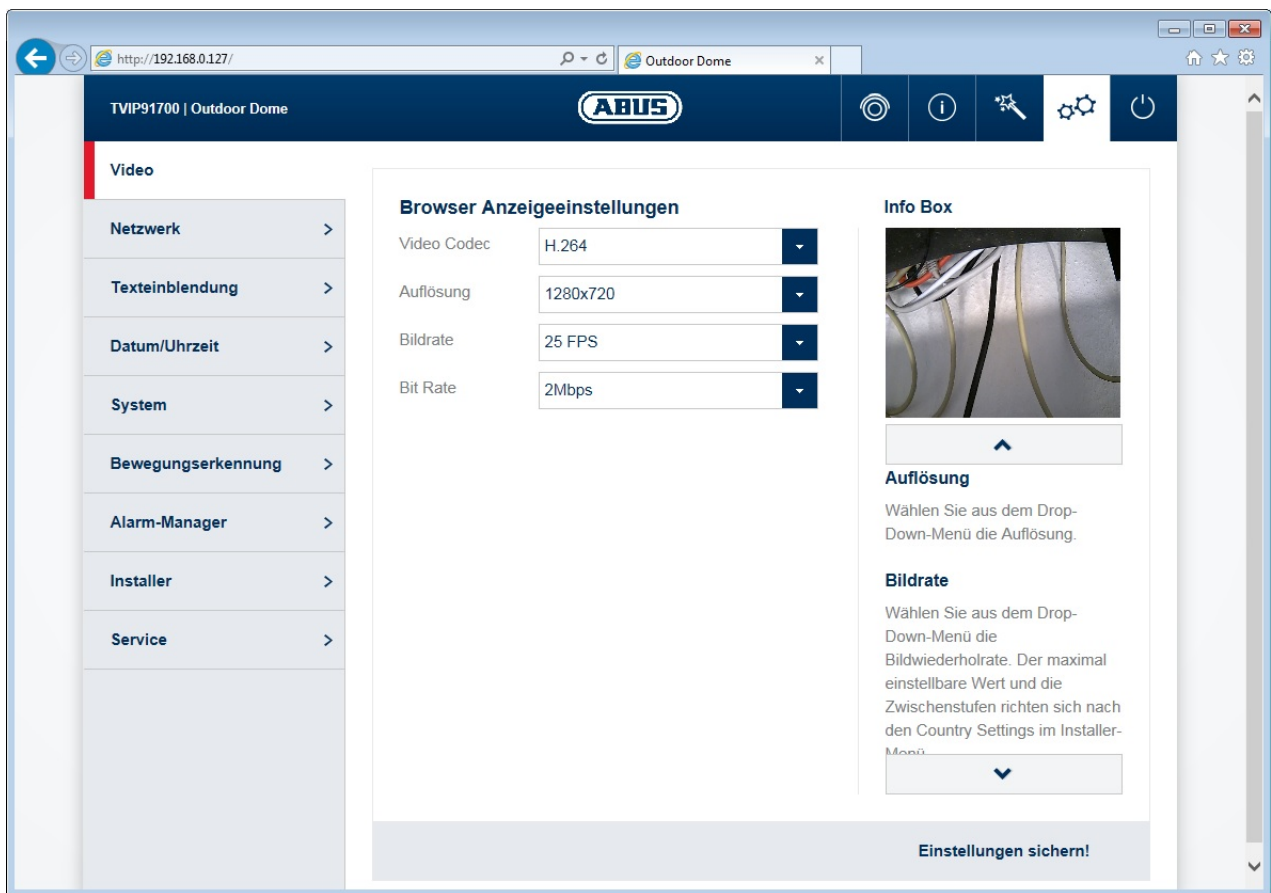 http://192.168.0.127/
Outdoor Dome
TVIP91700 | Outdoor Dome
ABUS
Video
Netzwerk
Texteinblendung
Datum/Uhrzeit
System
Bewegungserkennung
Alarm-Manager
Installer
Service
Browser Anzeigeeinstellungen
Video Codec
H.264
Auflösung
1280x720
Bildrate
25 FPS
Bit Rate
2Mbps
Info Box
Auflösung
Wählen Sie aus dem Drop-
Down-Menü die Auflösung.
Bildrate
Wählen Sie aus dem Drop-
Down-Menü die
Bildwiederholrate. Der maximal
einstellbare Wert und die
Zwischenstufen richten sich nach
den Country Settings im Installer-
Menü
Einstellungen sichern!